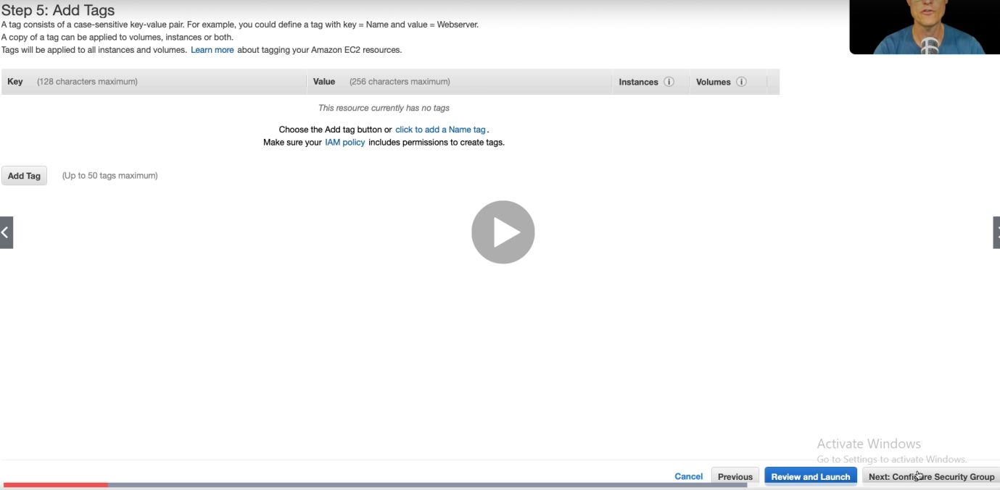 Step 5: Add Tags
A tag consists of a case-sensitive key-value pair. For example, you could define a tag with key = Name and value = Webserver.
A copy of a tag can be applied to volumes, instances or both.
Tags will be applied to all instances and volumes. Learn more about tagging your Amazon EC2 resources.
Key (128 characters maximum) Value (256 characters maximum) Instances i Volumes i
This resource currently has no tags
Choose the Add tag button or click to add a Name tag.
Make sure your IAM policy includes permissions to create tags.
Add Tag (Up to 50 tags maximum)
Activate Windows
Go to Settings to activate Windows.
Cancel Previous Review and Launch Next: Configure Security Group